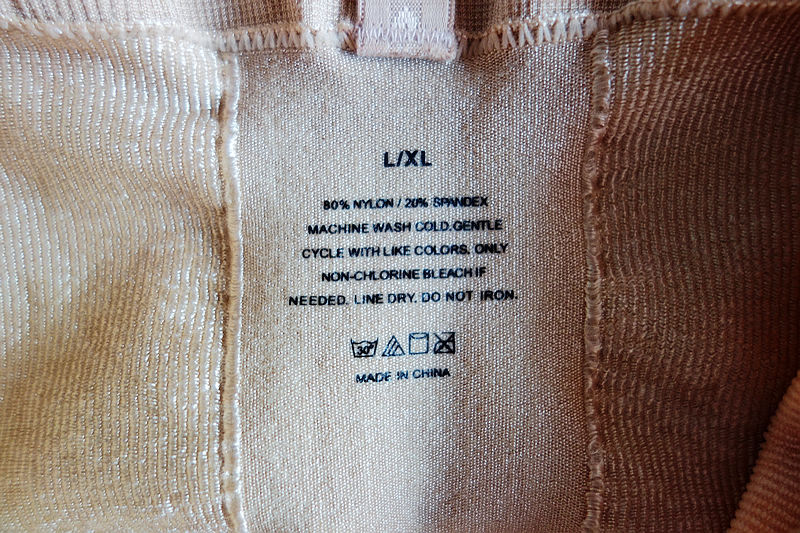 L/XL
80% NYLON / 20% SPANDEX
MACHINE WASH COLD.GENTLE
CYCLE WITH LIKE COLORS. ONLY
NON-CHLORINE BLEACH IF
NEEDED. LINE DRY. DO NOT IRON.
30°
MADE IN CHINA